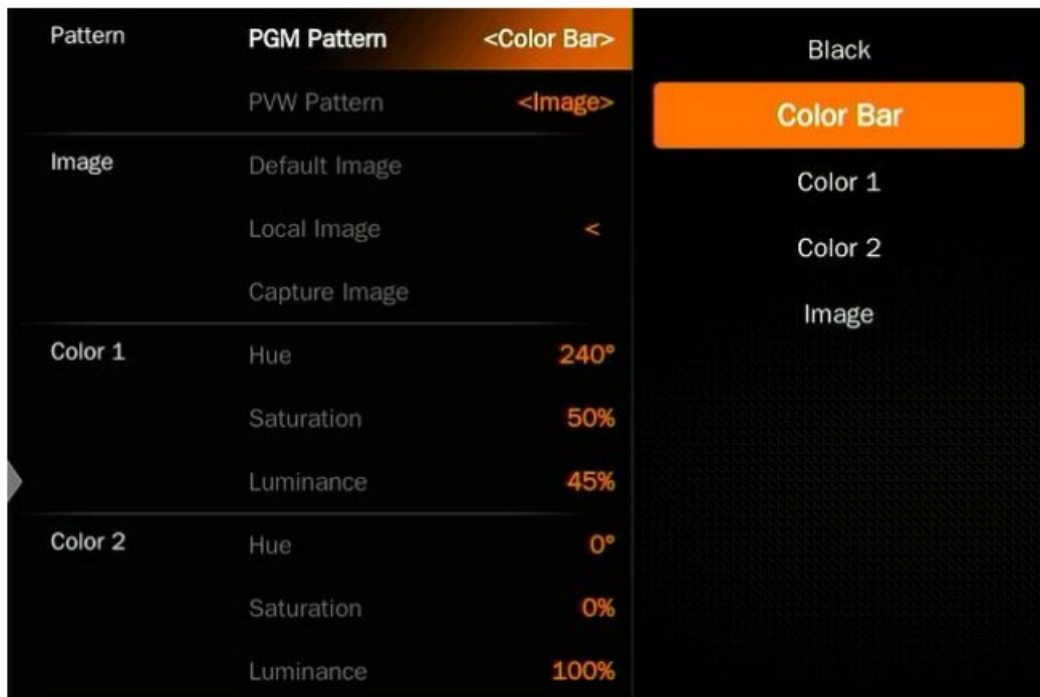 Pattern PGM Pattern <Color Bar>
PVW Pattern <Image>
Image Default Image
Local Image <
Capture Image
Color 1 Hue 240°
Saturation 50%
Luminance 45%
Color 2 Hue 0°
Saturation 0%
Luminance 100%
Black
Color Bar
Color 1
Color 2
Image